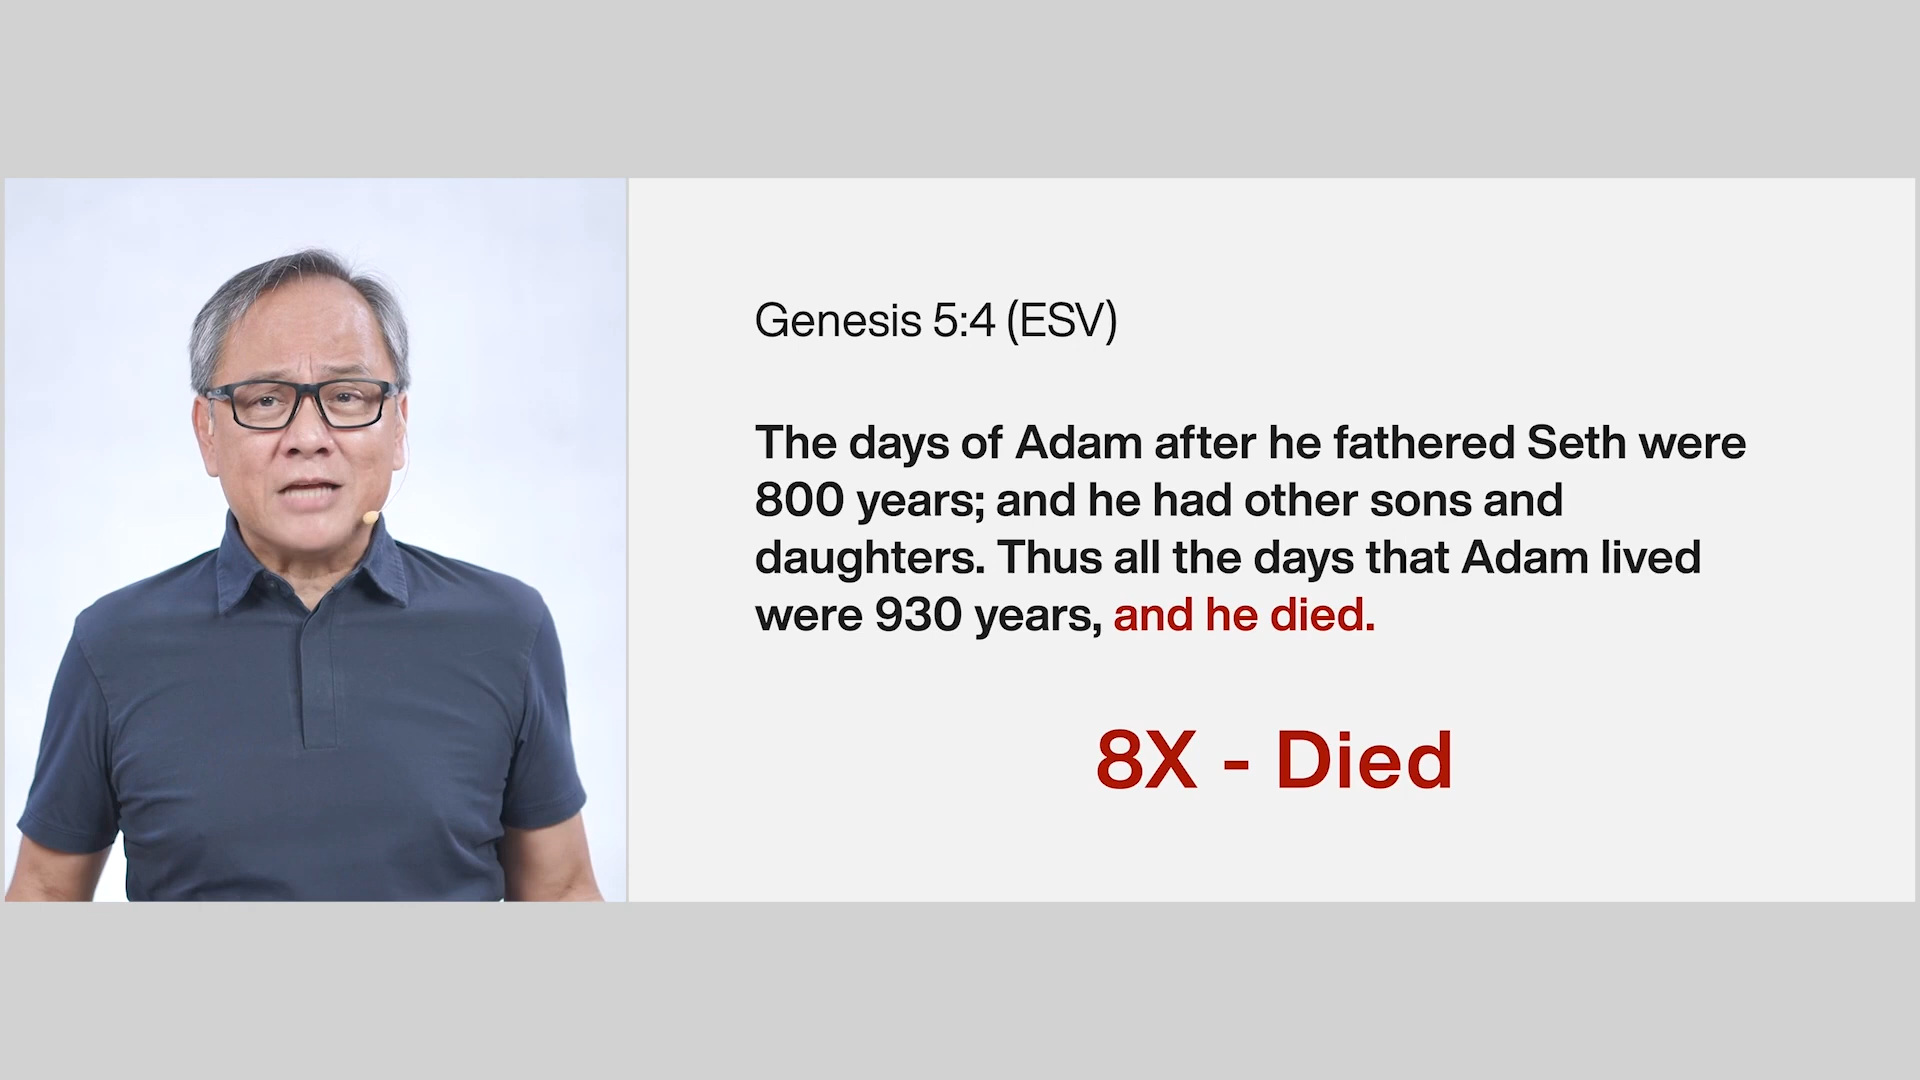 Genesis 5:4 (ESV)
The days of Adam after he fathered Seth were
800 years; and he had other sons and
daughters. Thus all the days that Adam lived
were 930 years, and he died.
8X - Died